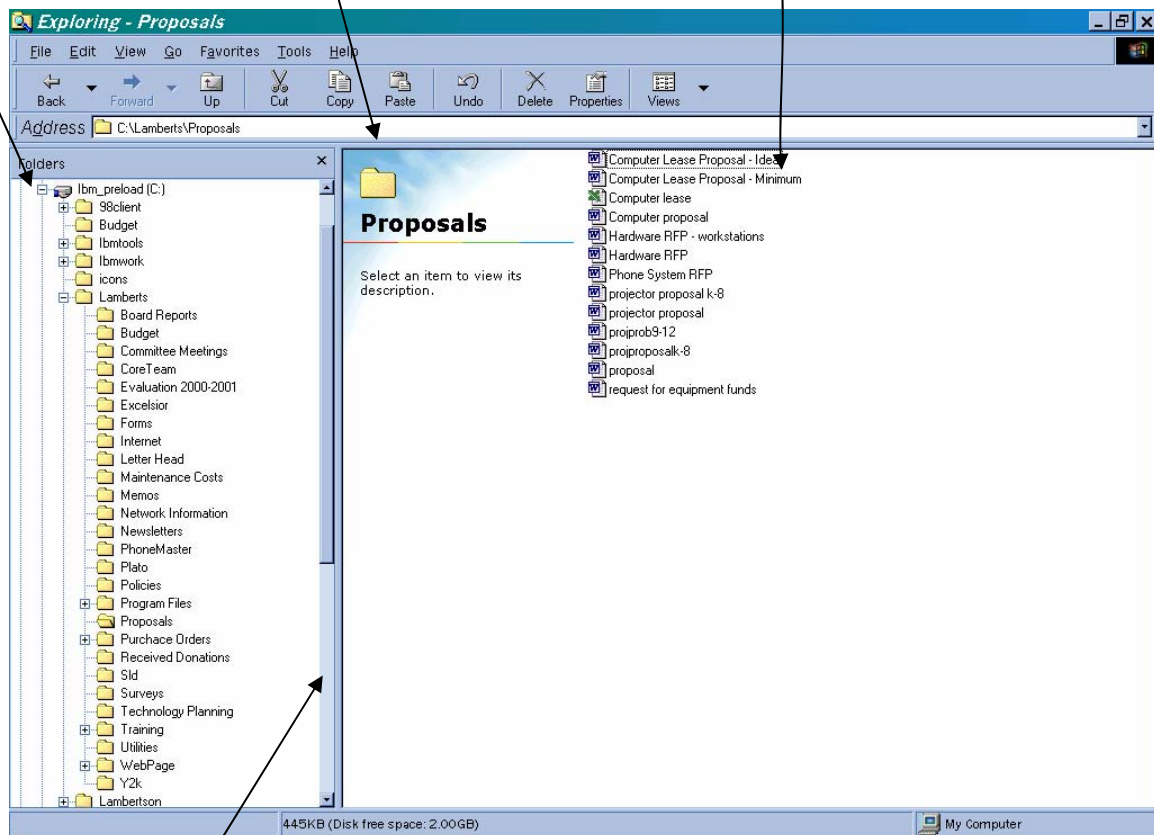 Exploring - Proposals
File Edit View Go Favorites Tools Help
Back Forward Up Cut Copy Paste Undo Delete Properties Views
Address C:\Lamberts\Proposals
Folders
Ibm_preload (C:)
98client
Budget
Ibmtools
Ibmwork
icons
Lamberts
Board Reports
Budget
Committee Meetings
CoreTeam
Evaluation 2000-2001
Excelsior
Forms
Internet
Letter Head
Maintenance Costs
Memos
Network Information
Newsletters
PhoneMaster
Plato
Policies
Program Files
Proposals
Purchace Orders
Received Donations
Sld
Surveys
Technology Planning
Training
Utilities
WebPage
Y2k
Lambertson
Proposals
Select an item to view its
description.
Computer Lease Proposal - Ideal
Computer Lease Proposal - Minimum
Computer lease
Computer proposal
Hardware RFP - workstations
Hardware RFP
Phone System RFP
projector proposal k-8
projector proposal
projprob9-12
projproposalk-8
proposal
request for equipment funds
445KB (Disk free space: 2.00GB)
My Computer